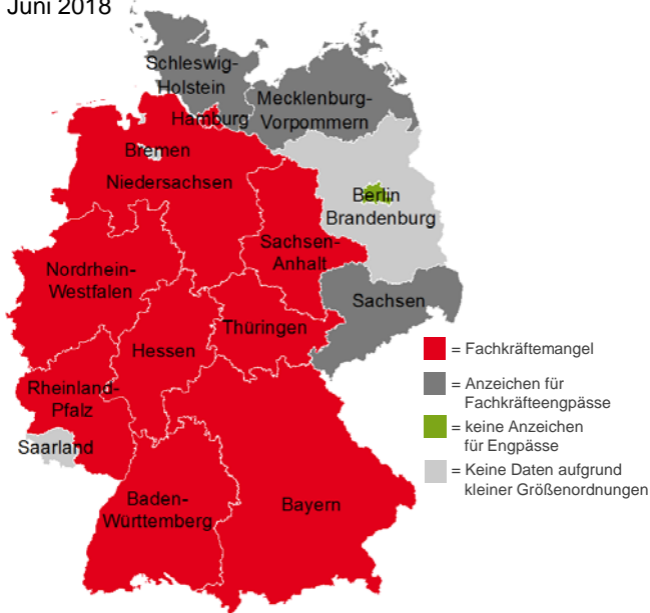 Juni 2018
Schleswig-
Holstein
Mecklenburg-
Vorpommern
Hamburg
Bremen
Niedersachsen
Berlin
Brandenburg
Sachsen-
Anhalt
Nordrhein-
Westfalen
Sachsen
Thüringen
Hessen
Rheinland-
Pfalz
Saarland
Baden-
Württemberg
Bayern
= Fachkräftemangel
= Anzeichen für
Fachkräfteengpässe
= keine Anzeichen
für Engpässe
= Keine Daten aufgrund
kleiner Größenordnungen